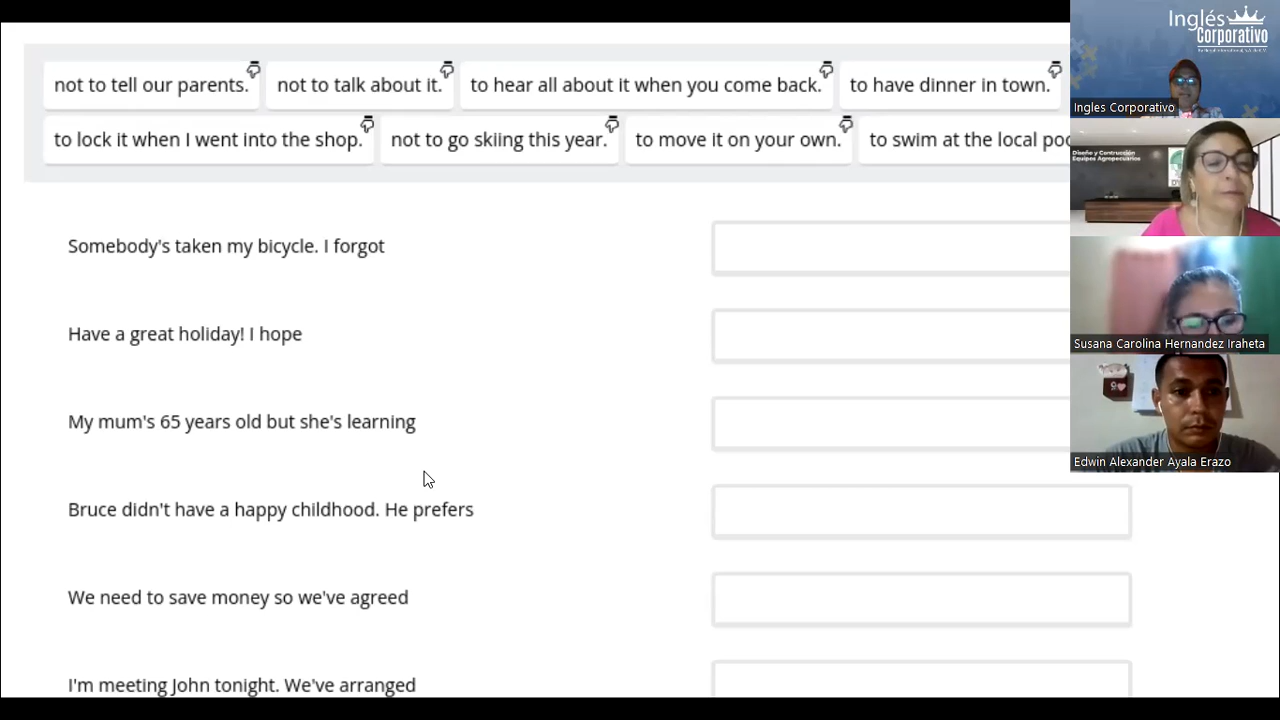 not to tell our parents. not to talk about it. to hear all about it when you come back. to have dinner in town.
to lock it when I went into the shop. not to go skiing this year. to move it on your own. to swim at the local
Somebody's taken my bicycle. I forgot
Have a great holiday! I hope
My mum's 65 years old but she's learning
Bruce didn't have a happy childhood. He prefers
We need to save money so we've agreed
I'm meeting John tonight. We've arranged
Inglés
Corporativo
Ingles Corporativo
Diseño y Contrucción
Equipos Agropecuarios
Susana Carolina Hernandez Iraheta
Edwin Alexander Ayala Erazo